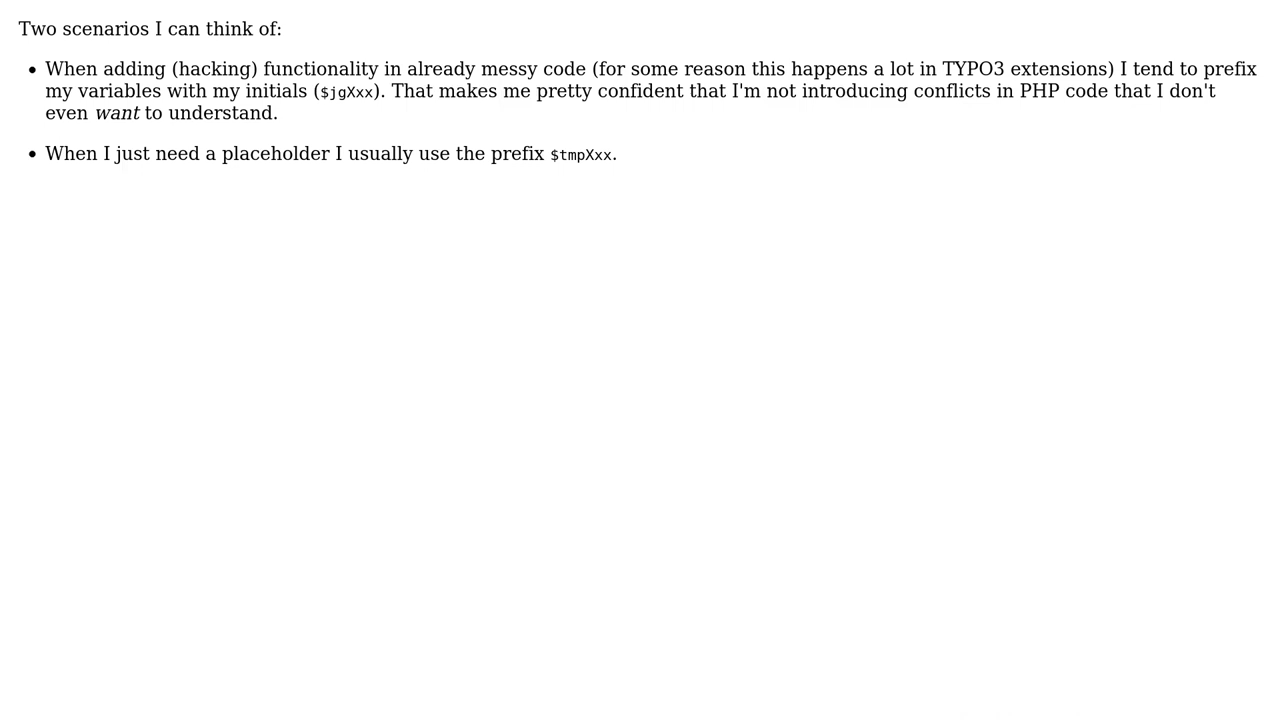 Two scenarios I can think of:
• When adding (hacking) functionality in already messy code (for some reason this happens a lot in TYPO3 extensions) I tend to prefix
my variables with my initials ($jgXxx). That makes me pretty confident that I'm not introducing conflicts in PHP code that I don't
even want to understand.
• When I just need a placeholder I usually use the prefix $tmpXxx.